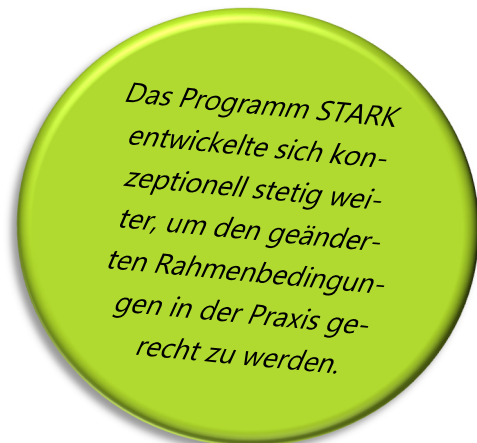 Das Programm STARK
entwickelte sich kon-
zeptionell stetig wei-
ter, um den geänder-
ten Rahmenbedingun-
gen in der Praxis ge-
recht zu werden.